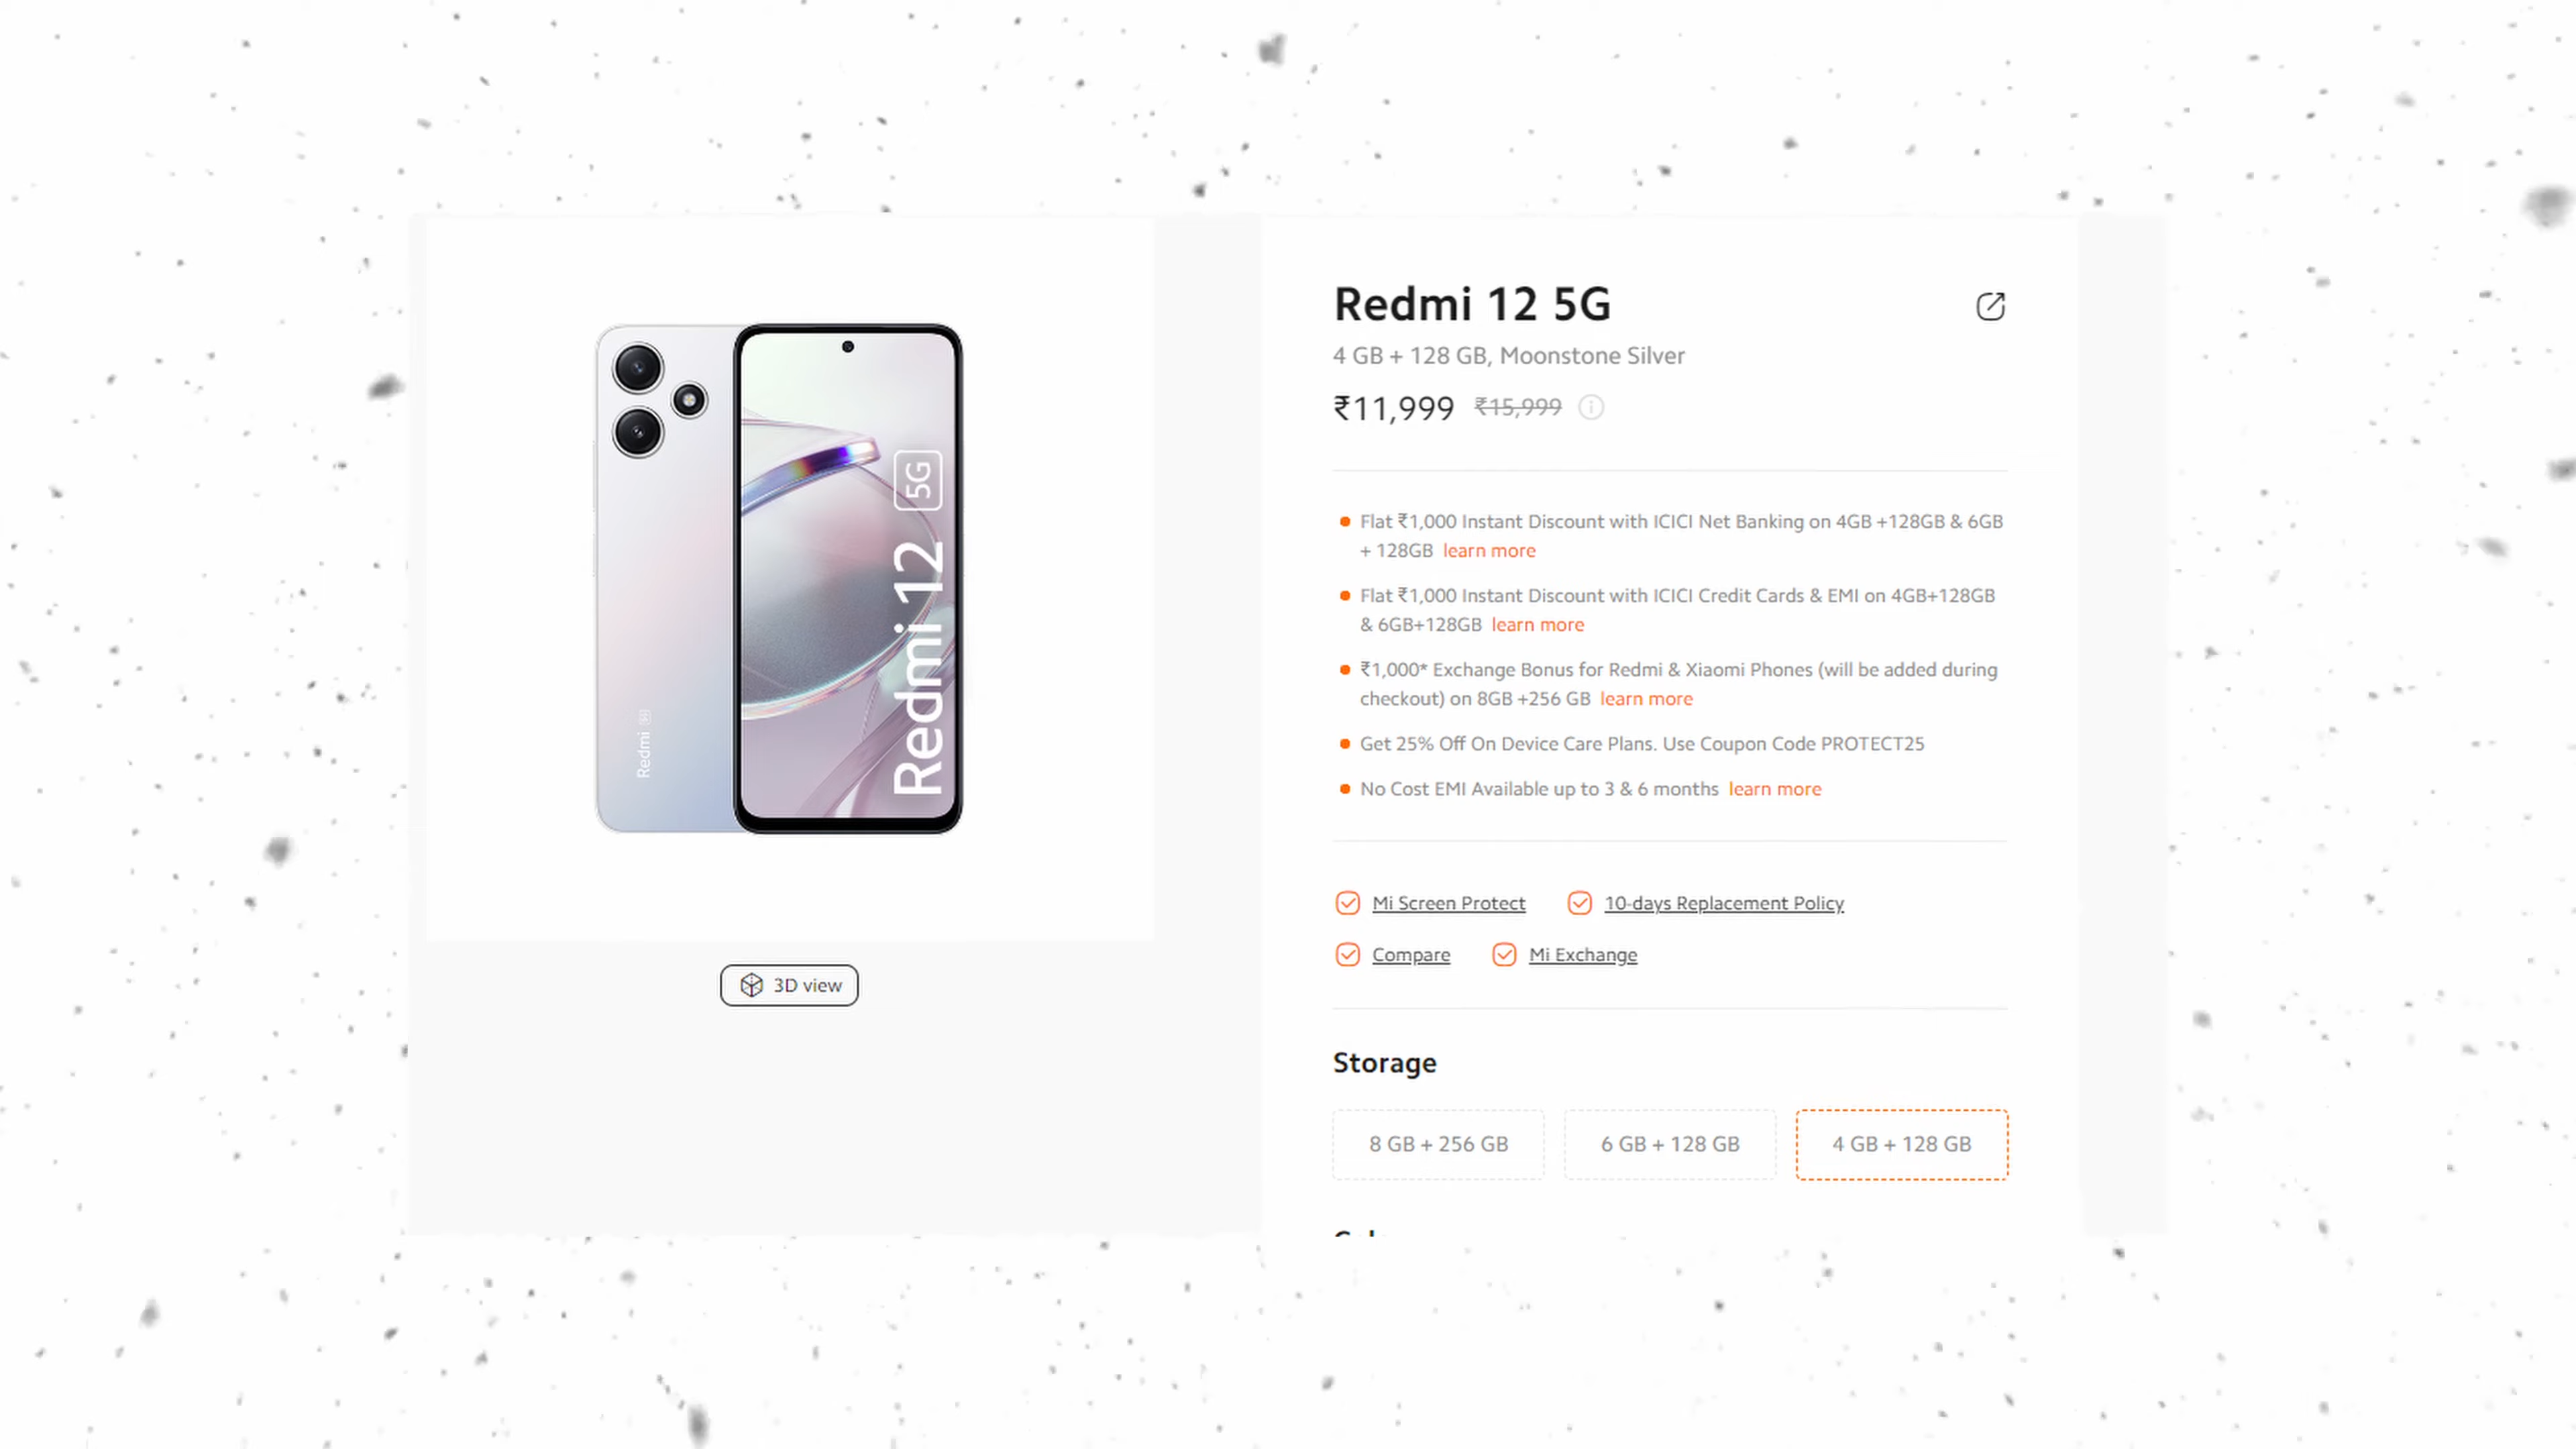 Redmi 5G
Redmi 12 5G
3D view
Redmi 12 5G
4 GB + 128 GB, Moonstone Silver
₹11,999 ₹15,999
Flat ₹1,000 Instant Discount with ICICI Net Banking on 4GB +128GB & 6GB
+ 128GB learn more
Flat ₹1,000 Instant Discount with ICICI Credit Cards & EMI on 4GB+128GB
& 6GB+128GB learn more
₹1,000* Exchange Bonus for Redmi & Xiaomi Phones (will be added during
checkout) on 8GB +256 GB learn more
Get 25% Off On Device Care Plans. Use Coupon Code PROTECT25
No Cost EMI Available up to 3 & 6 months learn more
Mi Screen Protect 10-days Replacement Policy
Compare Mi Exchange
Storage
8 GB + 256 GB 6 GB + 128 GB 4 GB + 128 GB